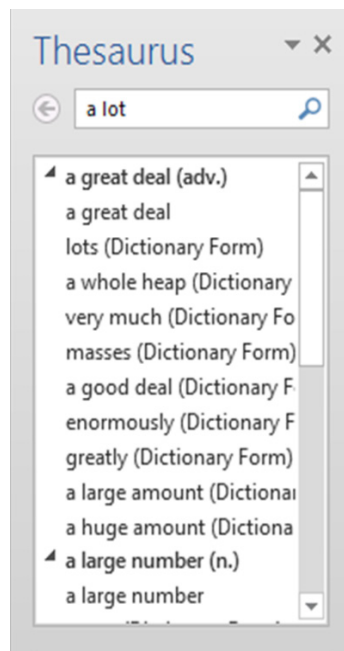 Thesaurus
a lot
a great deal (adv.)
a great deal
lots (Dictionary Form)
a whole heap (Dictionary
very much (Dictionary Fo
masses (Dictionary Form)
a good deal (Dictionary F
enormously (Dictionary F
greatly (Dictionary Form)
a large amount (Dictionar
a huge amount (Dictiona
a large number (n.)
a large number